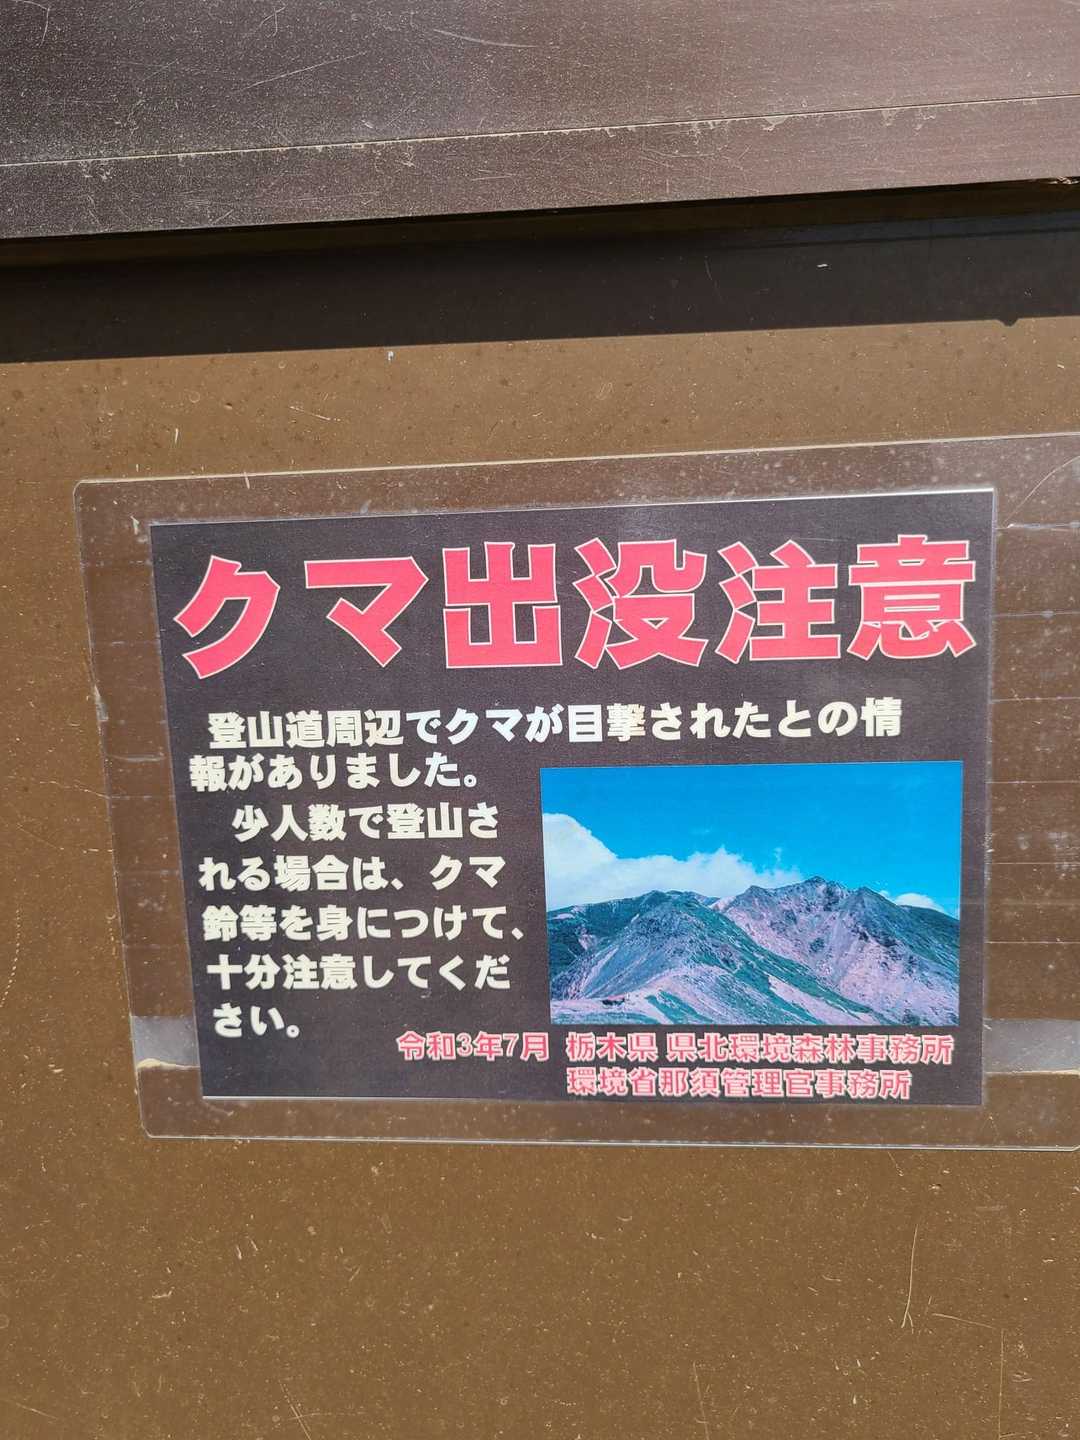 クマ出没注意
登山道周辺でクマが目撃されたとの情
報がありました。
少人数で登山さ
れる場合は、クマ
鈴等を身につけて、
十分注意してくだ
さい。
令和3年7月 栃木県 県北環境森林事務所
環境省那須管理官事務所